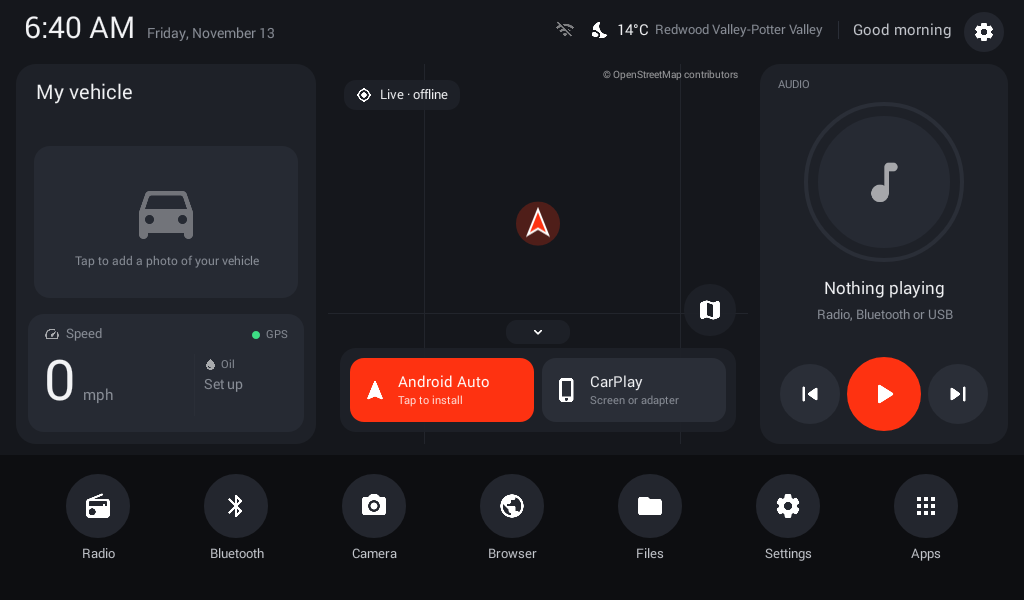 6:40 AM Friday, November 13
14°C Redwood Valley-Potter Valley
Good morning
My vehicle
Tap to add a photo of your vehicle
Speed
GPS
0 mph
Oil
Set up
Live · offline
© OpenStreetMap contributors
Android Auto
Tap to install
CarPlay
Screen or adapter
AUDIO
Nothing playing
Radio, Bluetooth or USB
Radio
Bluetooth
Camera
Browser
Files
Settings
Apps